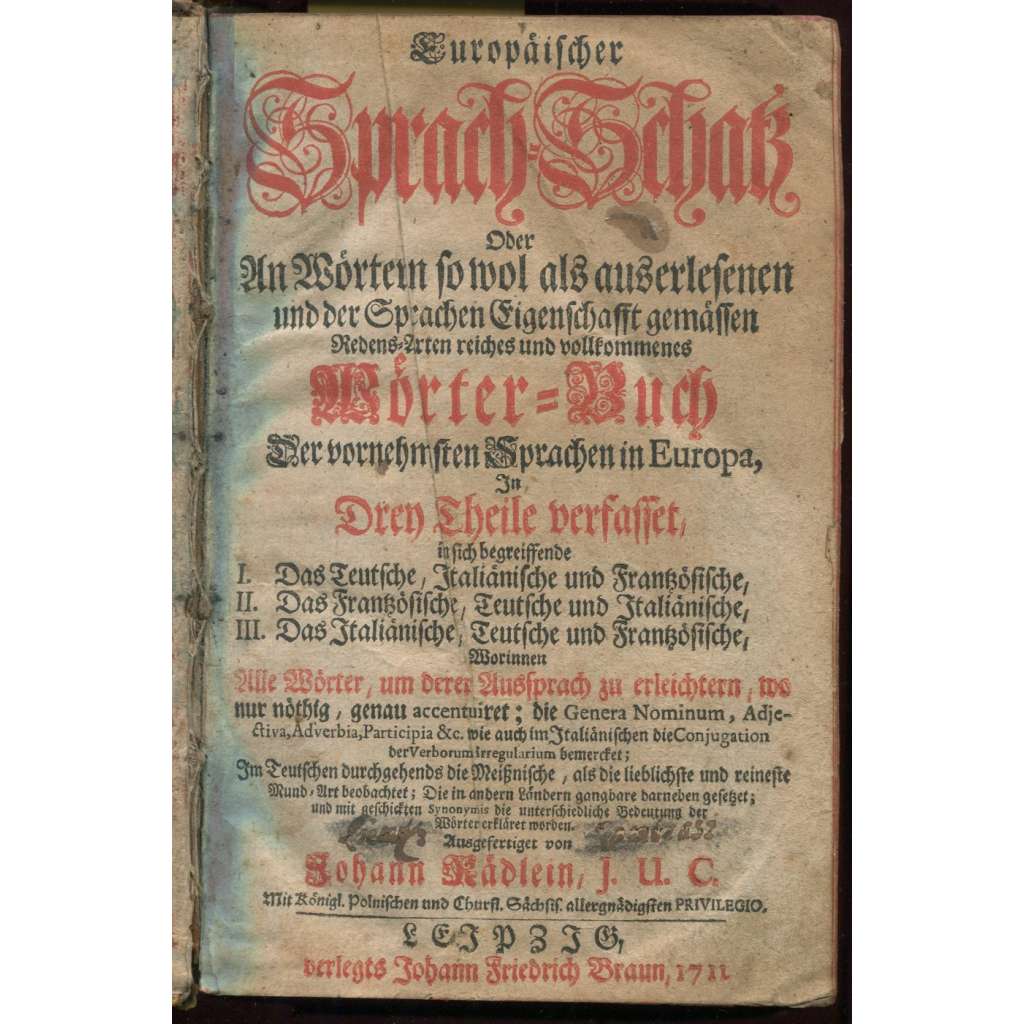 Europäischer
Sprach-Schatz
Oder
An Wörtern so wol als auserlesenen
und der Sprachen Eigenschafft gemässen
Redens-Arten reiches und vollkommenes
Wörter-Buch
Der vornehmsten Sprachen in Europa,
In
Drey Theile verfasset,
in sich begreiffende
I. Das Teutsche, Italiänische und Frantzösische,
II. Das Frantzösische, Teutsche und Italiänische,
III. Das Italiänische, Teutsche und Frantzösische,
Worinnen
Alle Wörter, um derer Aussprach zu erleichtern, wo
nur nöthig, genau accentuiret; die Genera Nominum, Adje-
ctiva, Adverbia, Participia &c. wie auch im Italiänischen die Conjugation
der Verborum irregularium bemercket;
Im Teutschen durchgehends die Meißnische, als die lieblichste und reineste
Mund-Art beobachtet; Die in andern Ländern gangbare darneben gesetzet;
und mit geschickten Synonymis die unterschiedliche Bedeutung der
Wörter erkläret worden.
Ausgefertiget von
Johann Rädlein, J. U. C.
Mit Königl. Polnischen und Churfl. Sächsis. allergnädigsten PRIVILEGIO.
LEIPZIG,
verlegts Johann Friedrich Braun, 1711